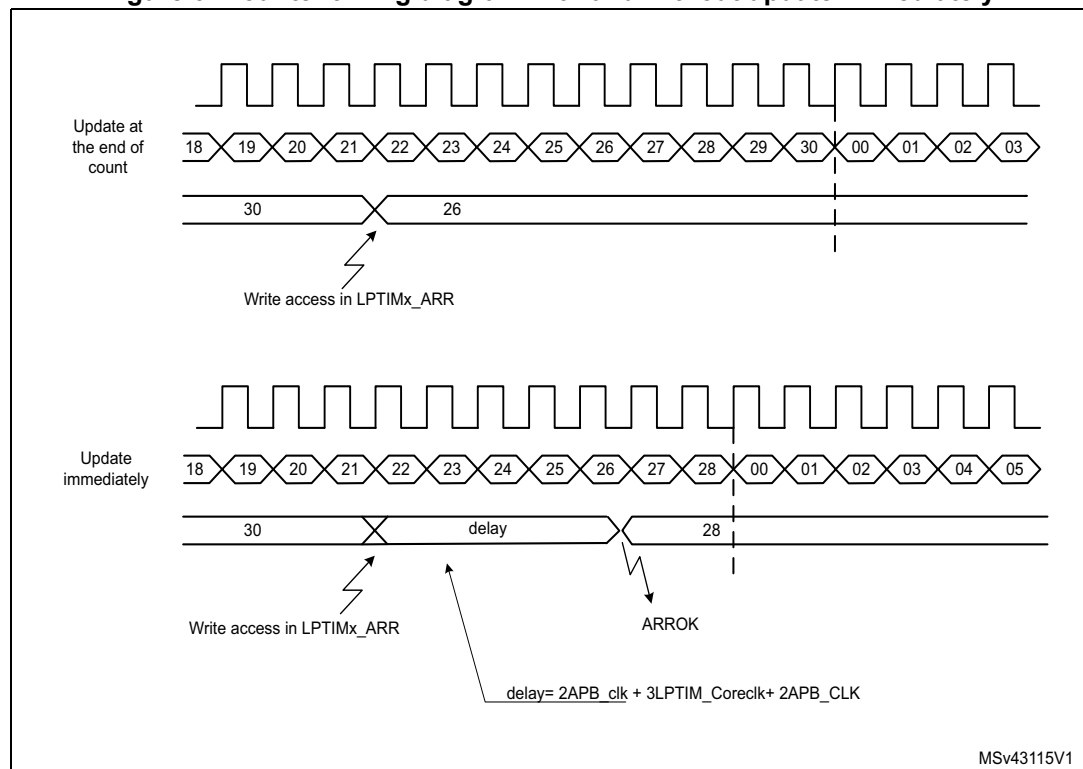 Update at
the end of
count
18 19 20 21 22 23 24 25 26 27 28 29 30 00 01 02 03
30 26
Write access in LPTIMx_ARR
Update
immediately
18 19 20 21 22 23 24 25 26 27 28 00 01 02 03 04 05
30 delay 28
Write access in LPTIMx_ARR
ARROK
delay= 2APB_clk + 3LPTIM_Coreclk+ 2APB_CLK
MSv43115V1